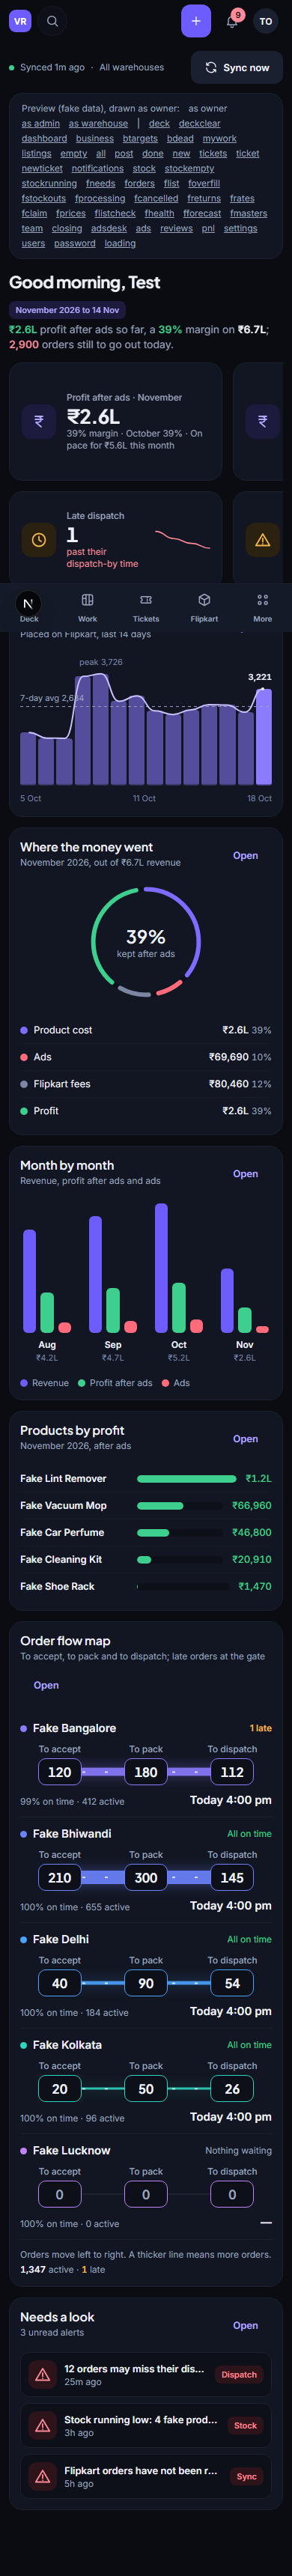 VR
+
9
TO
Synced 1m ago · All warehouses
Sync now
Preview (fake data), drawn as owner: as owner
as admin as warehouse | deck deckclear
dashboard business btargets bdead mywork
listings empty all post done new tickets ticket
newticket notifications stock stockempty
stockrunning fneeds forders flist foverfill
fstockouts fprocessing fcancelled freturns frates
fclaim fprices flistcheck fhealth fforecast fmasters
team closing adsdesk ads reviews pnl settings
users password loading
Good morning, Test
November 2026 to 14 Nov
₹2.6L profit after ads so far, a 39% margin on ₹6.7L;
2,900 orders still to go out today.
₹
Profit after ads · November
₹2.6L
39% margin · October 39% · On
pace for ₹5.6L this month
₹
Late dispatch
1
past their
dispatch-by time
N
Deck
Work
Tickets
Flipkart
More
Placed on Flipkart, last 14 days
peak 3,726
3,221
7-day avg 2,634
5 Oct
11 Oct
18 Oct
Where the money went
November 2026, out of ₹6.7L revenue
Open
39%
kept after ads
Product cost ₹2.6L 39%
Ads ₹69,690 10%
Flipkart fees ₹80,460 12%
Profit ₹2.6L 39%
Month by month
Revenue, profit after ads and ads
Open
Aug Sep Oct Nov
₹4.2L ₹4.7L ₹5.2L ₹2.6L
Revenue Profit after ads Ads
Products by profit
November 2026, after ads
Open
Fake Lint Remover ₹1.2L
Fake Vacuum Mop ₹66,960
Fake Car Perfume ₹46,800
Fake Cleaning Kit ₹20,910
Fake Shoe Rack ₹1,470
Order flow map
To accept, to pack and to dispatch; late orders at the gate
Open
Fake Bangalore 1 late
To accept To pack To dispatch
120 180 112
99% on time · 412 active Today 4:00 pm
Fake Bhiwandi All on time
To accept To pack To dispatch
210 300 145
100% on time · 655 active Today 4:00 pm
Fake Delhi All on time
To accept To pack To dispatch
40 90 54
100% on time · 184 active Today 4:00 pm
Fake Kolkata All on time
To accept To pack To dispatch
20 50 26
100% on time · 96 active Today 4:00 pm
Fake Lucknow Nothing waiting
To accept To pack To dispatch
0 0 0
100% on time · 0 active —
Orders move left to right. A thicker line means more orders.
1,347 active · 1 late
Needs a look
3 unread alerts
Open
12 orders may miss their dis...
25m ago
Dispatch
Stock running low: 4 fake prod...
3h ago
Stock
Flipkart orders have not been r...
5h ago
Sync